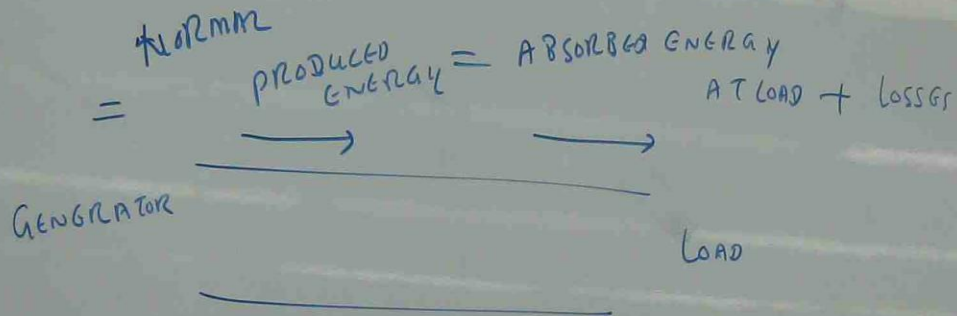 NORMAL
PRODUCED ENERGY = ABSORBED ENERGY
AT LOAD + LOSSES
=
GENERATOR
LOAD